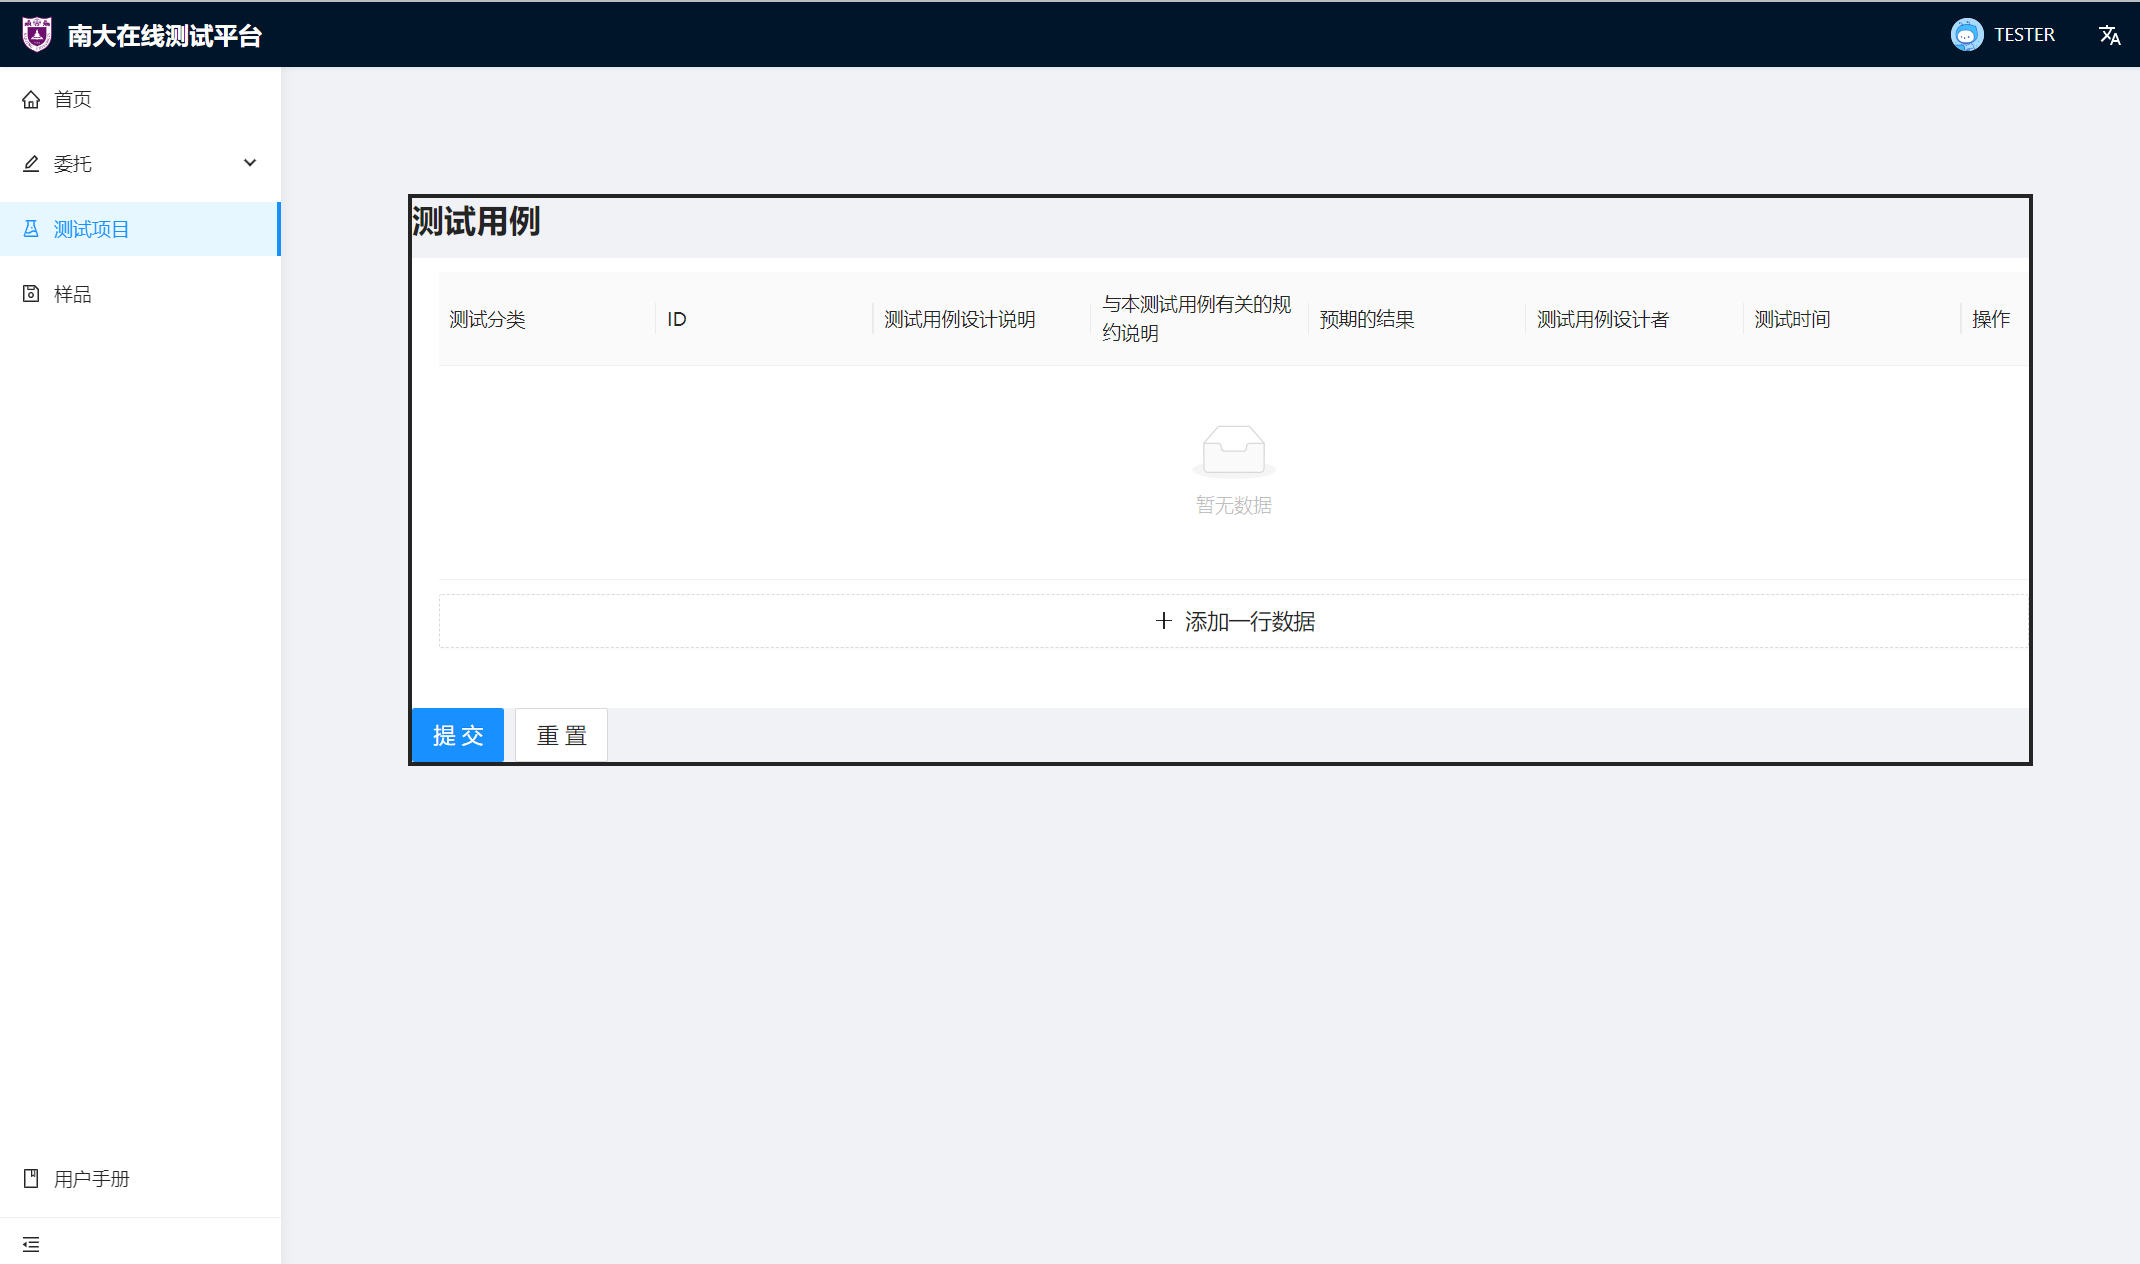 南大在线测试平台
TESTER
首页
委托
测试项目
样品
测试用例
测试分类
ID
测试用例设计说明
与本测试用例有关的规
约说明
预期的结果
测试用例设计者
测试时间
操作
暂无数据
添加一行数据
提交
重置
用户手册